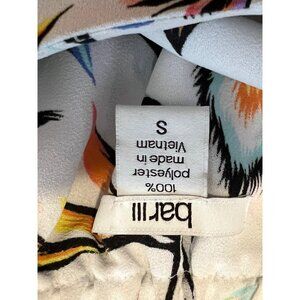 bar III
100%
polyester
made in
Vietnam
S